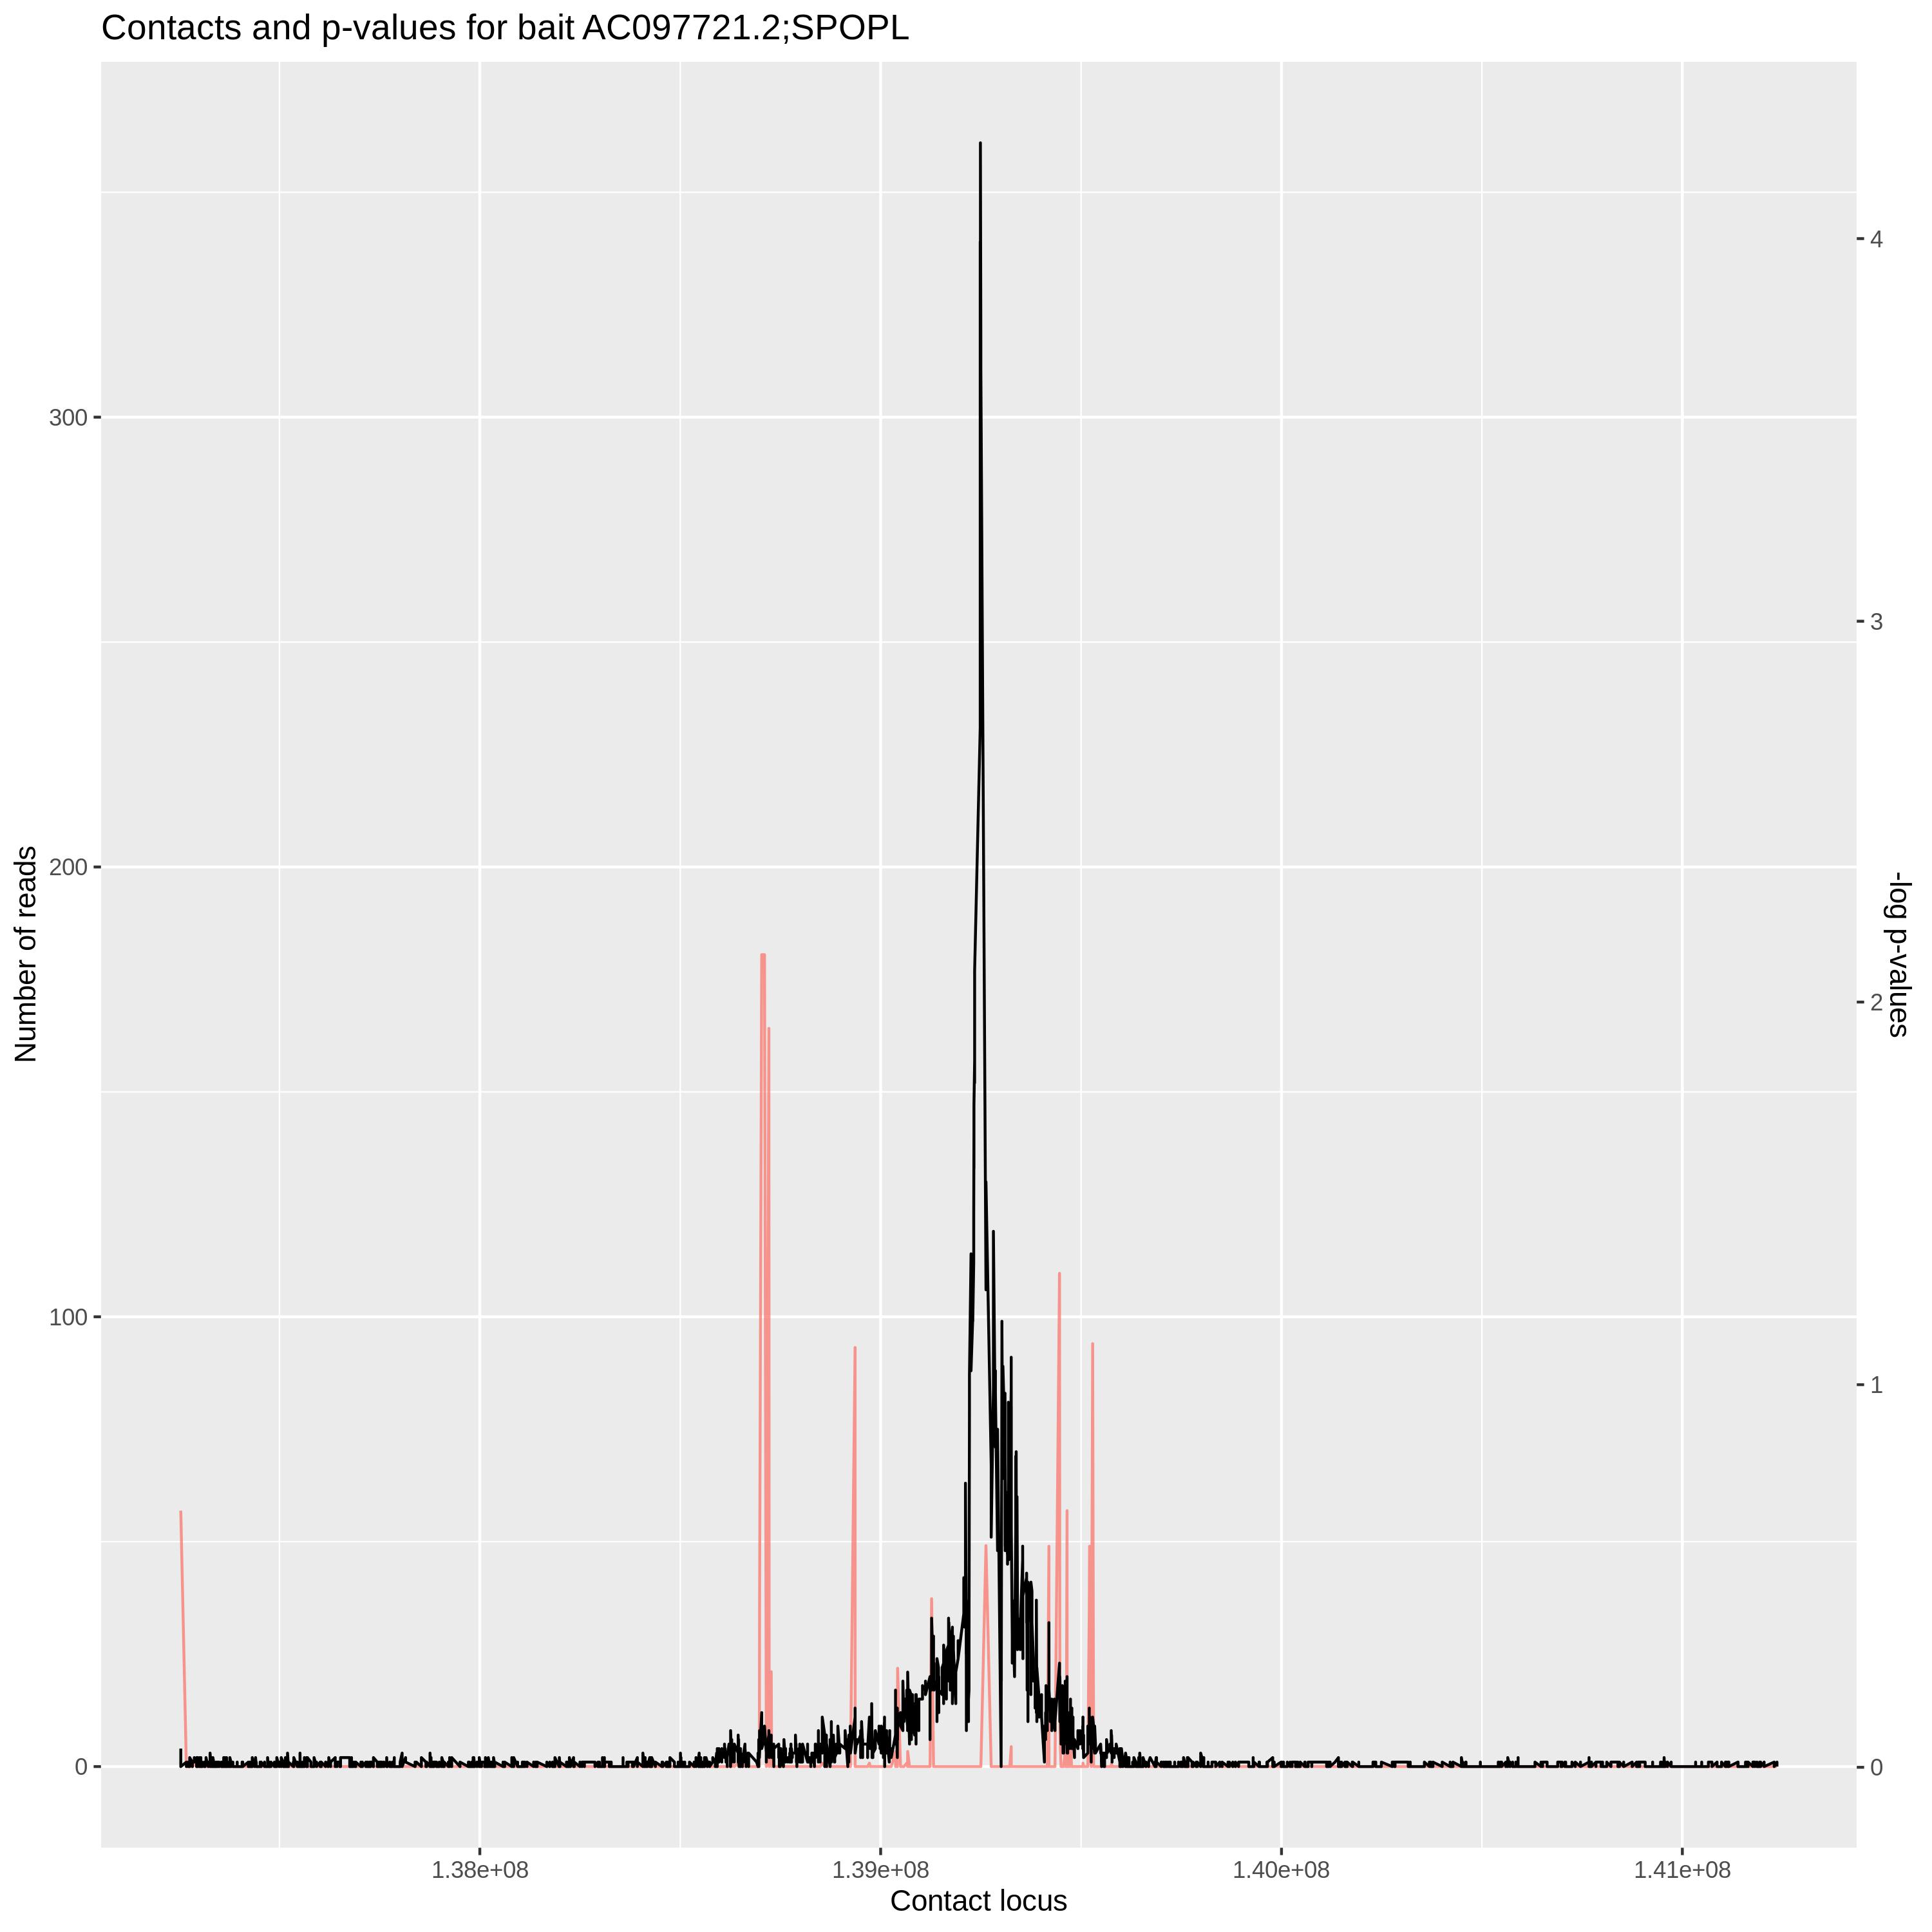 Contacts and p-values for bait AC097721.2;SPOPL
Number of reads
300
200
100
0
4
3
2
1
0
-log p-values
1.38e+08
1.39e+08
1.40e+08
1.41e+08
Contact locus